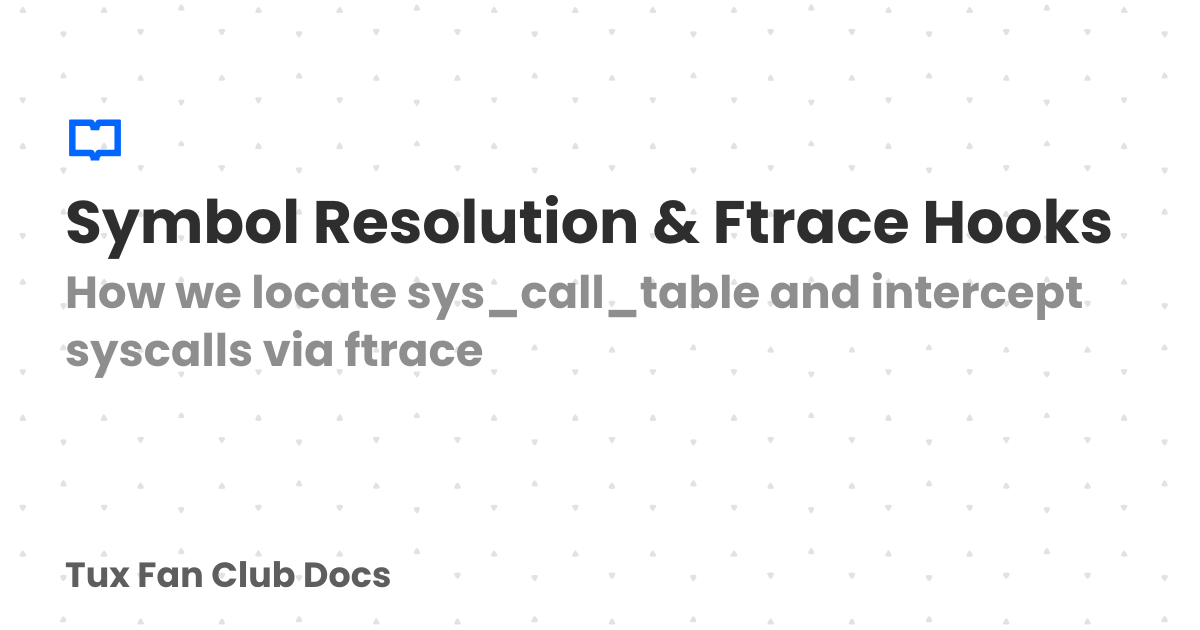 Symbol Resolution & Ftrace Hooks
How we locate sys_call_table and intercept
syscalls via ftrace
Tux Fan Club Docs